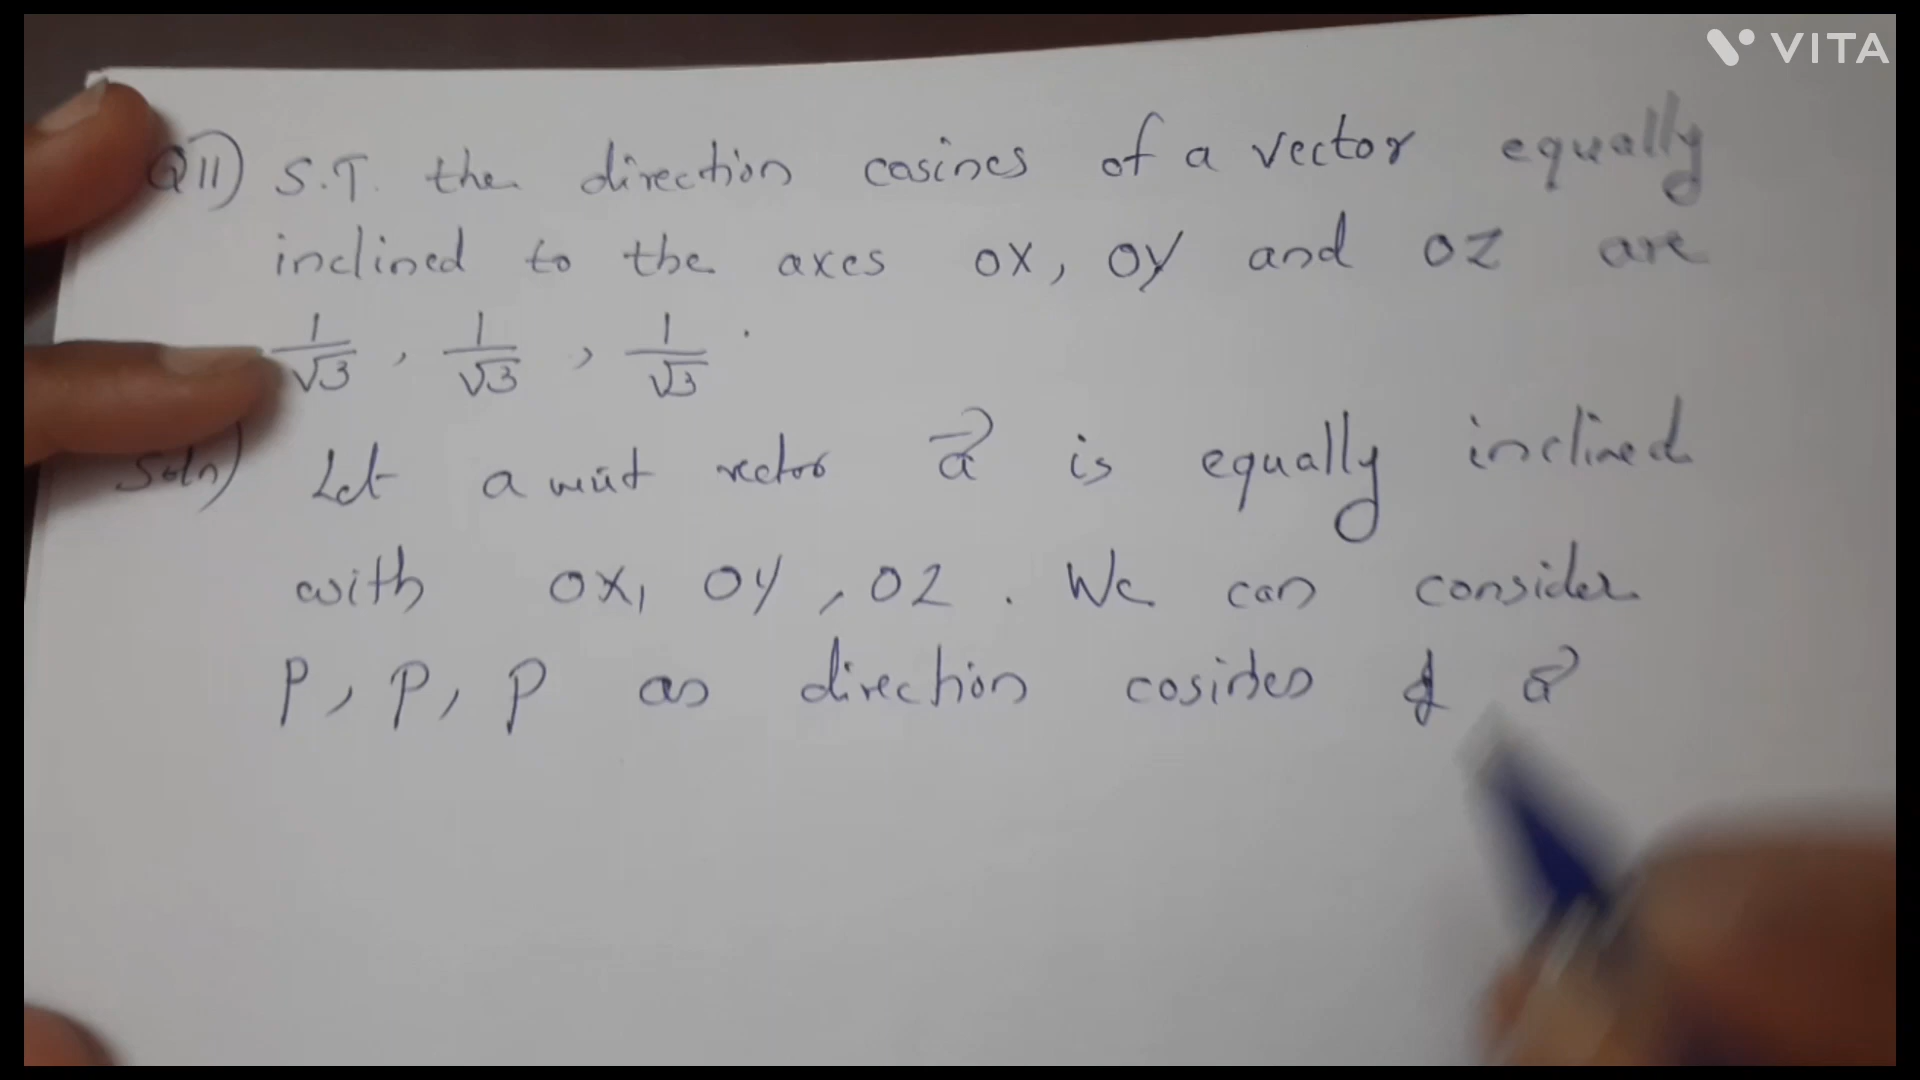 VITA
Q11) S.T. the direction cosines of a vector equally
inclined to the axes OX, OY and OZ are
1/√3 , 1/√3 , 1/√3 .
Soln) Let a unit vector a⃗ is equally inclined
with OX, OY, OZ. We can consider
P, P, P as direction cosines of a⃗